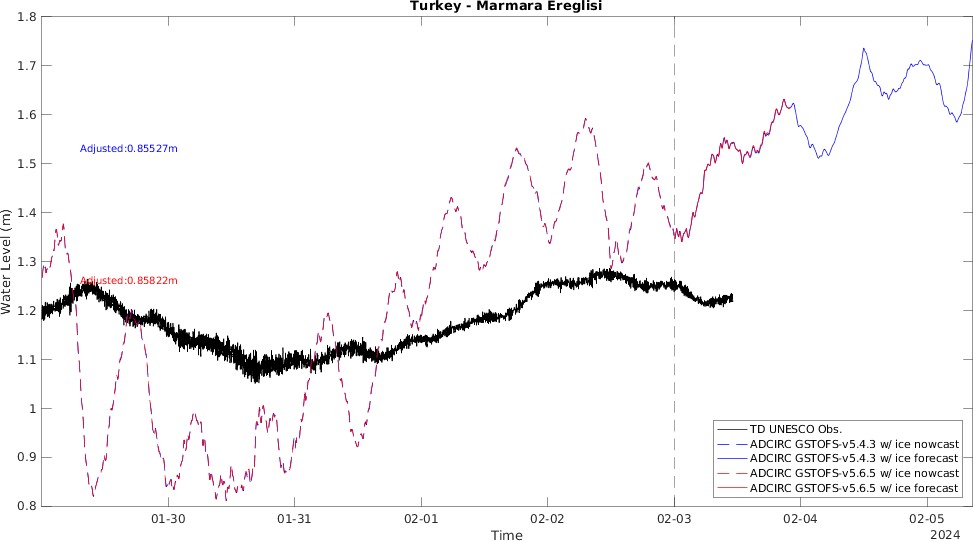 Turkey - Marmara Ereglisi
1.8
1.7
1.6
1.5
1.4
1.3
1.2
1.1
1
0.9
0.8
Water Level (m)
Adjusted:0.85527m
Adjusted:0.85822m
TD UNESCO Obs.
ADCIRC GSTOFS-v5.4.3 w/ ice nowcast
ADCIRC GSTOFS-v5.4.3 w/ ice forecast
ADCIRC GSTOFS-v5.6.5 w/ ice nowcast
ADCIRC GSTOFS-v5.6.5 w/ ice forecast
01-30 01-31 02-01 02-02 02-03 02-04 02-05
Time
2024